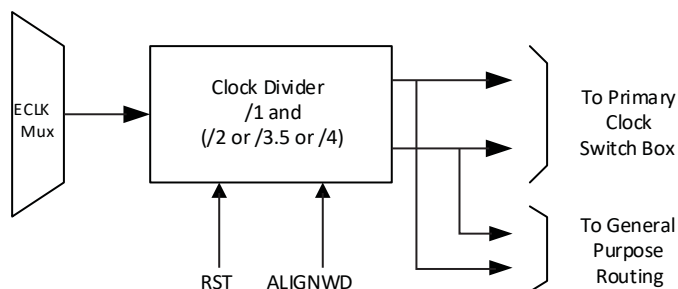 ECLK
Mux
Clock Divider
/1 and
(/2 or /3.5 or /4)
RST
ALIGNWD
To Primary
Clock
Switch Box
To General
Purpose
Routing